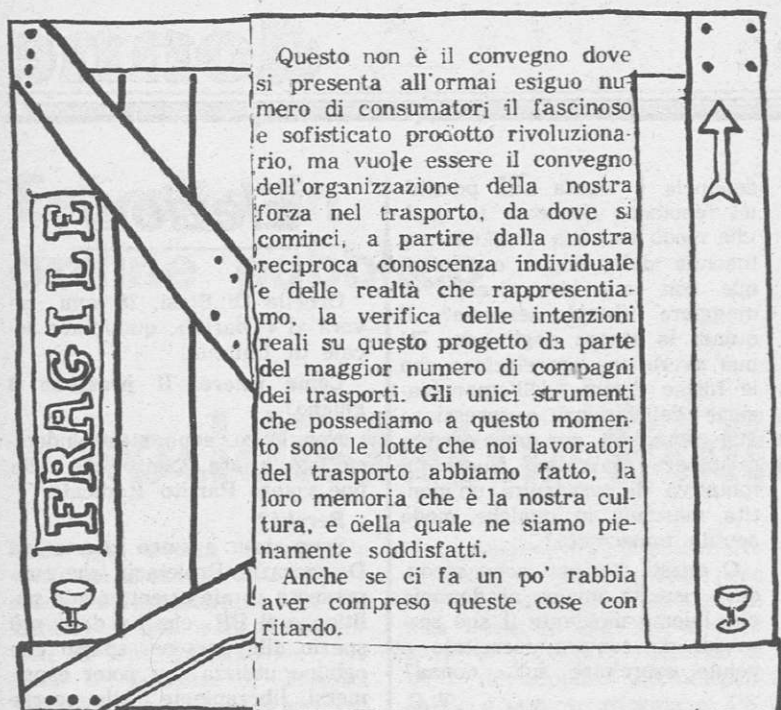 FRAGILE
Questo non è il convegno dove
si presenta all'ormai esiguo nu-
mero di consumatori il fascinoso
e sofisticato prodotto rivoluziona-
rio, ma vuole essere il convegno
dell'organizzazione della nostra
forza nel trasporto, da dove si
cominci, a partire dalla nostra
reciproca conoscenza individuale
e delle realtà che rappresentia-
mo, la verifica delle intenzioni
reali su questo progetto da parte
del maggior numero di compagni
dei trasporti. Gli unici strumenti
che possediamo a questo momen-
to sono le lotte che noi lavoratori
del trasporto abbiamo fatto, la
loro memoria che è la nostra cul-
tura, e della quale ne siamo pie-
namente soddisfatti.
Anche se ci fa un po' rabbia
aver compreso queste cose con
ritardo.